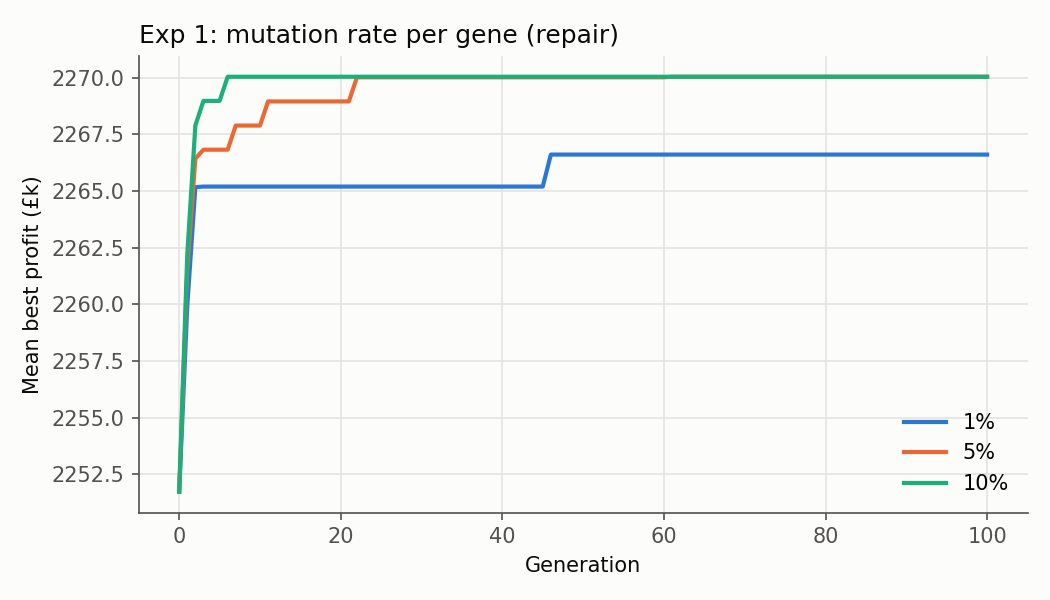 Exp 1: mutation rate per gene (repair)
Mean best profit (£k)
2270.0
2267.5
2265.0
2262.5
2260.0
2257.5
2255.0
2252.5
1%
5%
10%
0 20 40 60 80 100
Generation